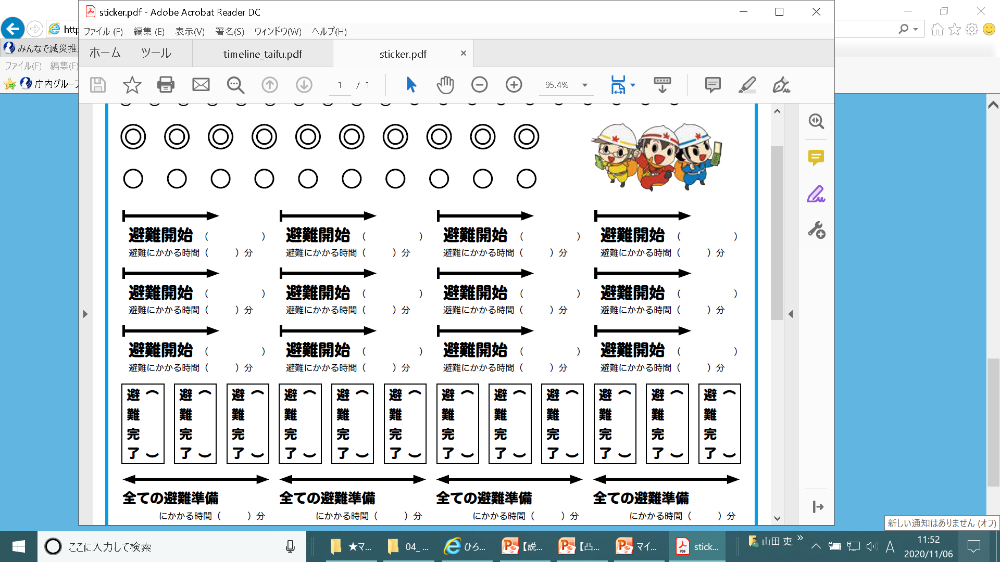 sticker.pdf - Adobe Acrobat Reader DC
http
ファイル (F) 編集 (E) 表示(V) 署名(S) ウィンドウ(W) ヘルプ(H)
みんなで減災推
ホーム ツール timeline_taifu.pdf sticker.pdf
ファイル(F) 編集(E)
庁内グルー
1 / 1 95.4%
避難開始 ( ) 避難開始 ( ) 避難開始 ( ) 避難開始 ( )
避難にかかる時間 ( ) 分 避難にかかる時間 ( ) 分 避難にかかる時間 ( ) 分 避難にかかる時間 ( ) 分
避難開始 ( ) 避難開始 ( ) 避難開始 ( ) 避難開始 ( )
避難にかかる時間 ( ) 分 避難にかかる時間 ( ) 分 避難にかかる時間 ( ) 分 避難にかかる時間 ( ) 分
避難開始 ( ) 避難開始 ( ) 避難開始 ( ) 避難開始 ( )
避難にかかる時間 ( ) 分 避難にかかる時間 ( ) 分 避難にかかる時間 ( ) 分 避難にかかる時間 ( ) 分
避難完了 ( )
避難完了 ( )
避難完了 ( )
避難完了 ( )
避難完了 ( )
避難完了 ( )
避難完了 ( )
避難完了 ( )
避難完了 ( )
避難完了 ( )
避難完了 ( )
避難完了 ( )
全ての避難準備 全ての避難準備 全ての避難準備 全ての避難準備
にかかる時間 ( ) 分 にかかる時間 ( ) 分 にかかる時間 ( ) 分 にかかる時間 ( ) 分
新しい通知はありません (オフ)
ここに入力して検索 ★マ... 04_ ... ひろ... 【説... 【凸... マイ... stick... 山田 吏 A
11:52
2020/11/06